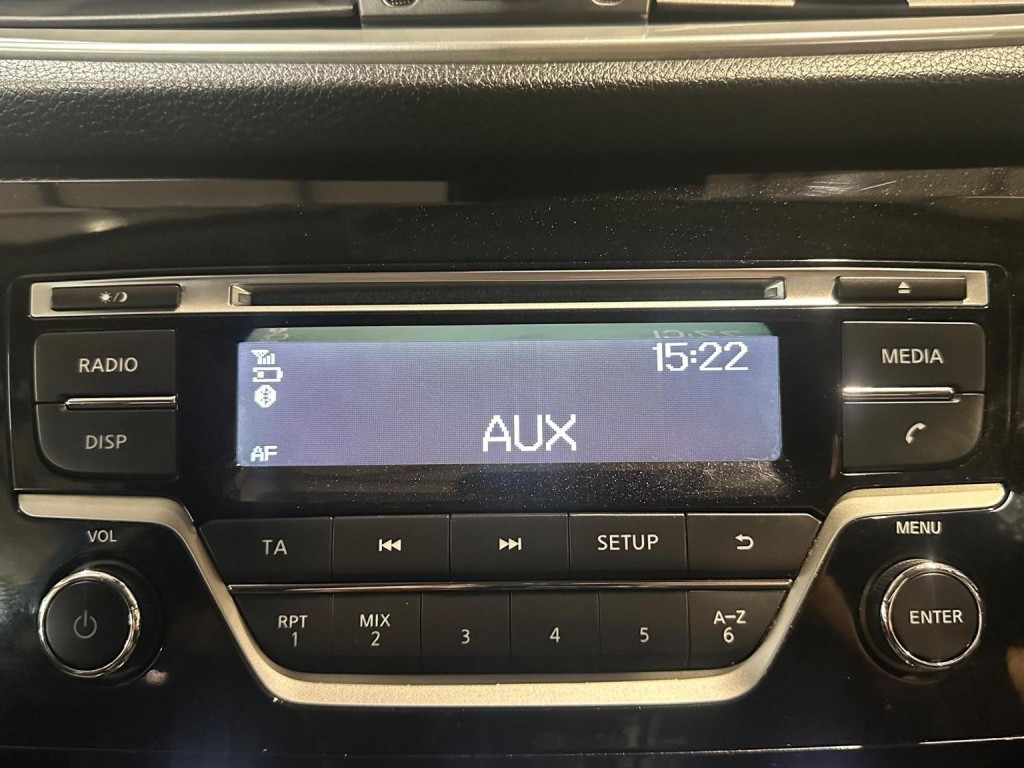 RADIO
DISP
15:22
AUX
AF
MEDIA
VOL
TA
SETUP
MENU
RPT
1
MIX
2
3
4
5
A–Z
6
ENTER